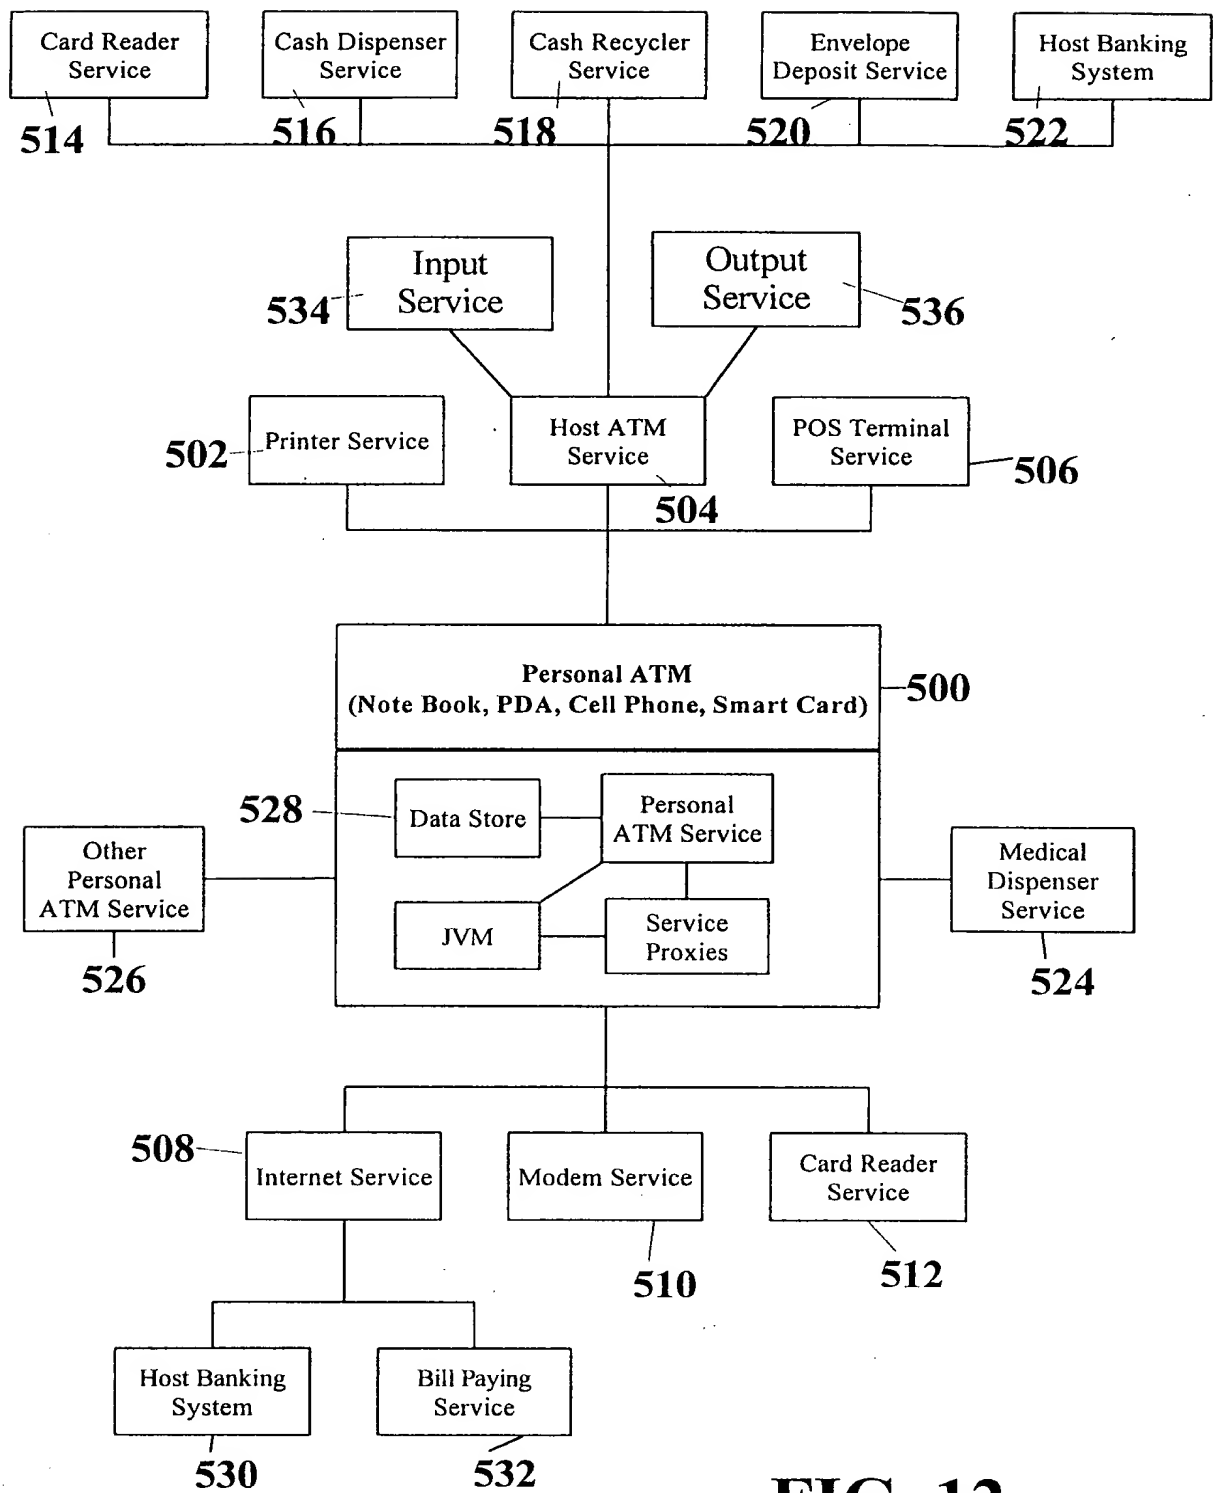 Card Reader
Service
Cash Dispenser
Service
Cash Recycler
Service
Envelope
Deposit Service
Host Banking
System
514
516
518
520
522
Input
Service
Output
Service
534
536
Printer Service
Host ATM
Service
POS Terminal
Service
502
504
506
Personal ATM
(Note Book, PDA, Cell Phone, Smart Card)
500
528
Data Store
Personal
ATM Service
Other
Personal
ATM Service
Medical
Dispenser
Service
JVM
Service
Proxies
526
524
508
Internet Service
Modem Service
Card Reader
Service
510
512
Host Banking
System
Bill Paying
Service
530
532